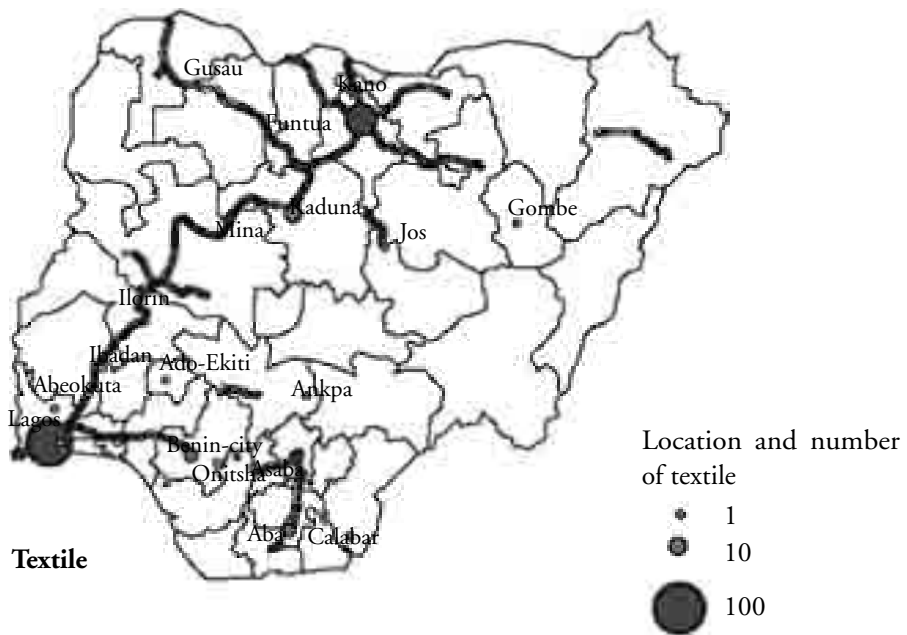 Gusau
Kano
Funtua
Kaduna
Gombe
Mina
Jos
Ilorin
Ibadan
Ado-Ekiti
Abeokuta
Ankpa
Lagos
Benin-city
Onitsha
Asaba
Aba
Calabar
Textile
Location and number
of textile
1
10
100